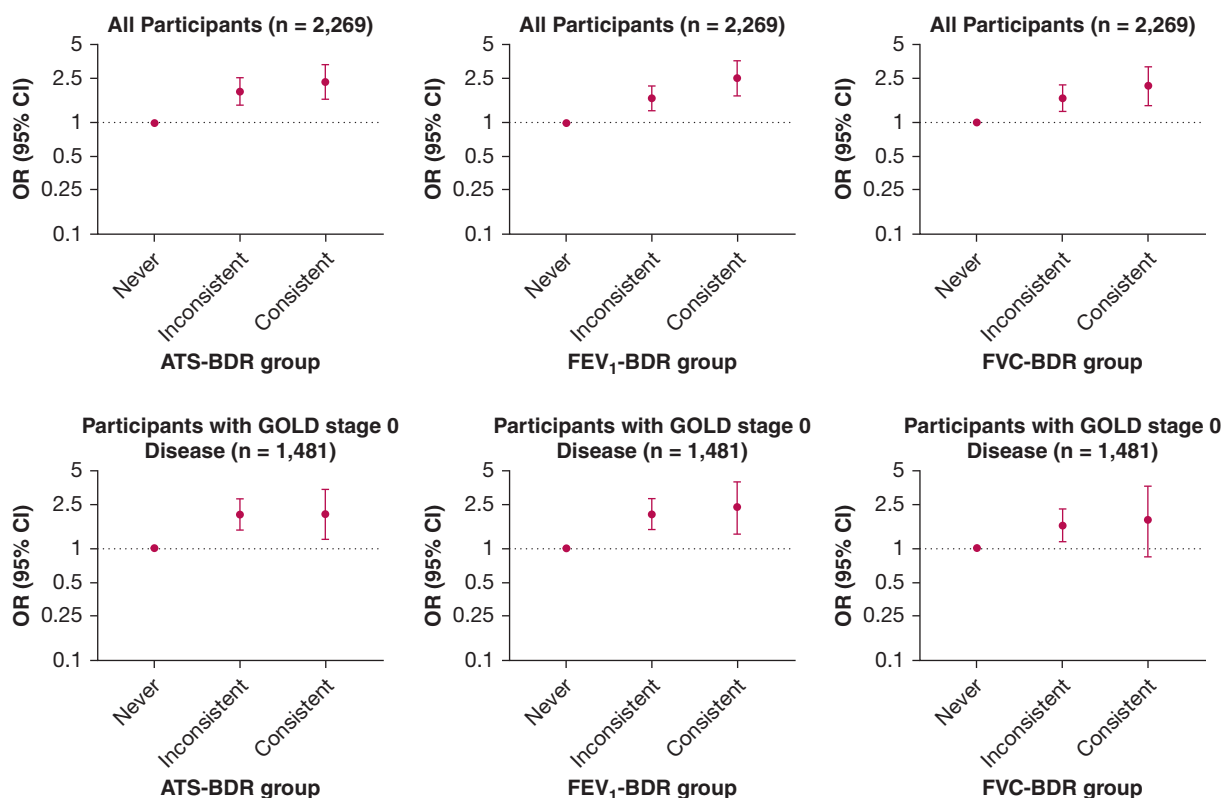 All Participants (n = 2,269)
OR (95% CI)
5
2.5
1
0.5
0.25
0.1
Never
Inconsistent
Consistent
ATS-BDR group
All Participants (n = 2,269)
OR (95% CI)
5
2.5
1
0.5
0.25
0.1
Never
Inconsistent
Consistent
FEV₁-BDR group
All Participants (n = 2,269)
OR (95% CI)
5
2.5
1
0.5
0.25
0.1
Never
Inconsistent
Consistent
FVC-BDR group
Participants with GOLD stage 0
Disease (n = 1,481)
OR (95% CI)
5
2.5
1
0.5
0.25
0.1
Never
Inconsistent
Consistent
ATS-BDR group
Participants with GOLD stage 0
Disease (n = 1,481)
OR (95% CI)
5
2.5
1
0.5
0.25
0.1
Never
Inconsistent
Consistent
FEV₁-BDR group
Participants with GOLD stage 0
Disease (n = 1,481)
OR (95% CI)
5
2.5
1
0.5
0.25
0.1
Never
Inconsistent
Consistent
FVC-BDR group